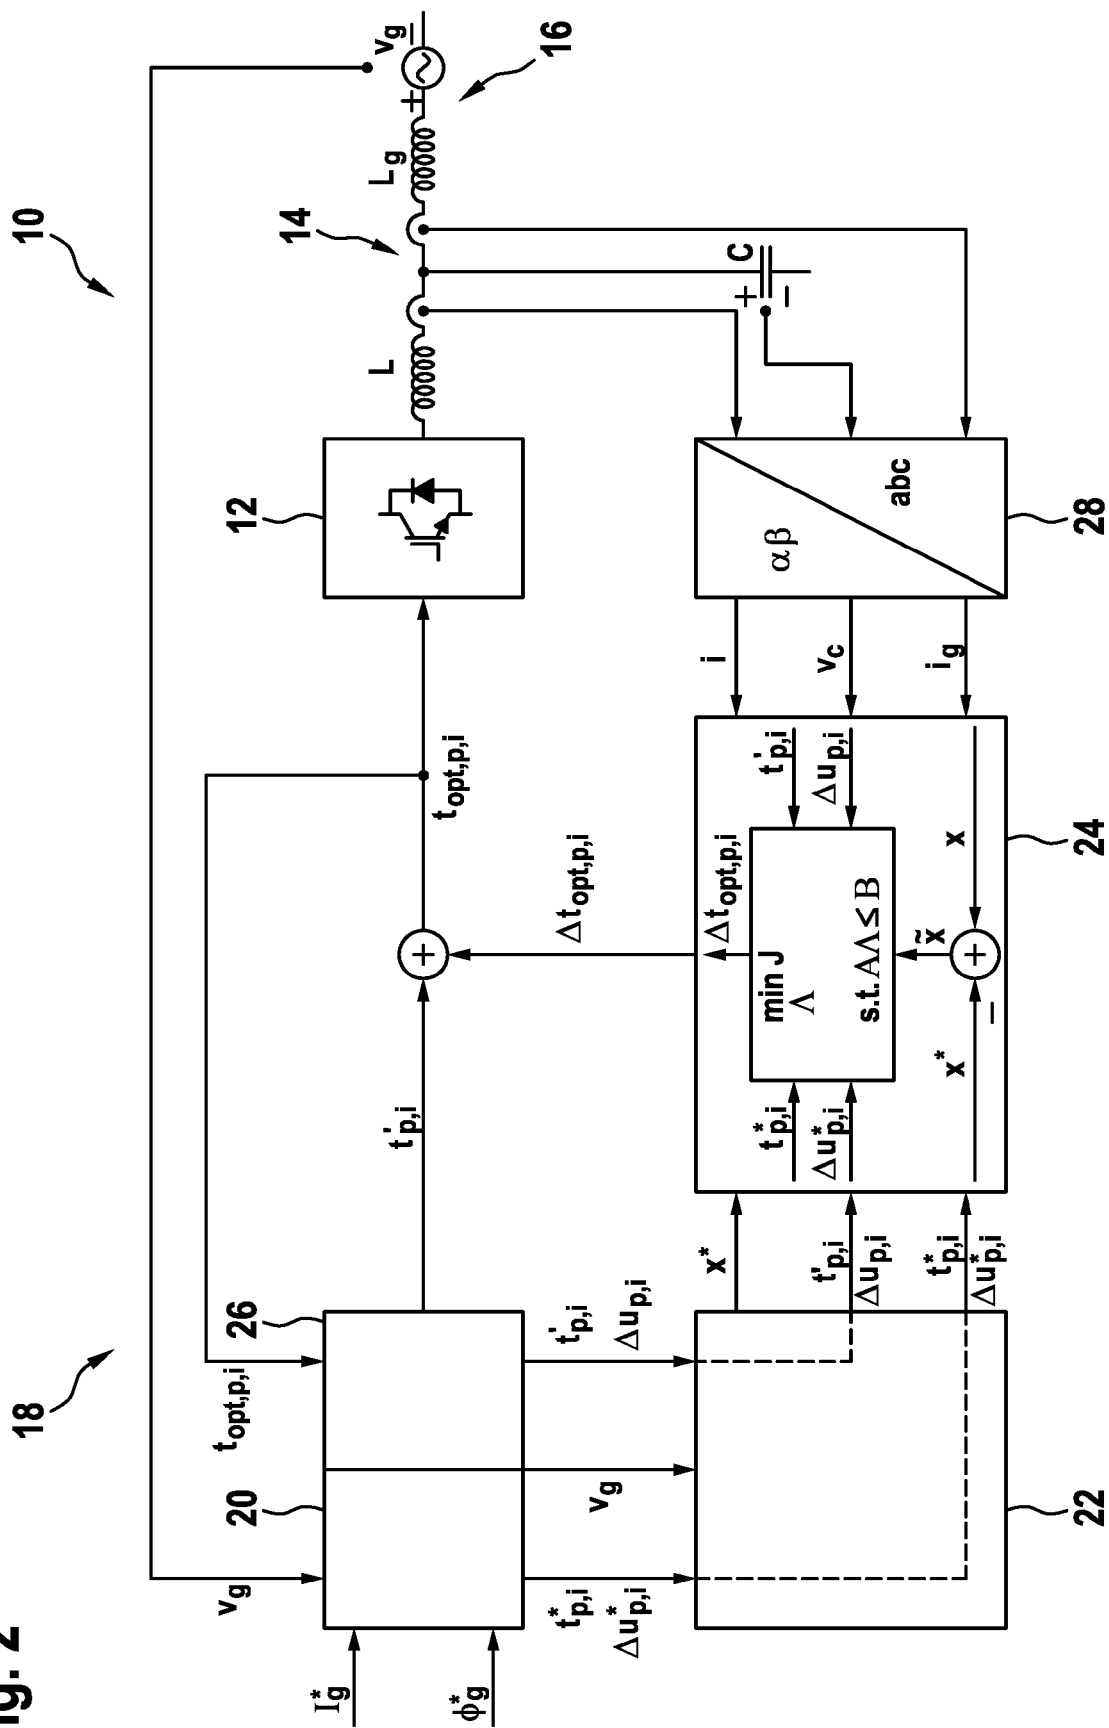 ig. 2
18
10
v_g
t_opt,p,i
20
26
12
14
16
L
L_g
v_g
+
−
I*_g
ϕ*_g
t'_p,i
+
t_opt,p,i
t*_p,i
Δu*_p,i
v_g
t'_p,i
Δu_p,i
Δt_opt,p,i
C
+
−
x*
t'_p,i
Δu_p,i
t*_p,i
Δu*_p,i
Δt_opt,p,i
t*_p,i
Δu*_p,i
min J
Λ
s.t. AΛ ≤ B
t'_p,i
Δu_p,i
x̃
x*
−
+
x
i
v_c
i_g
αβ
abc
22
24
28